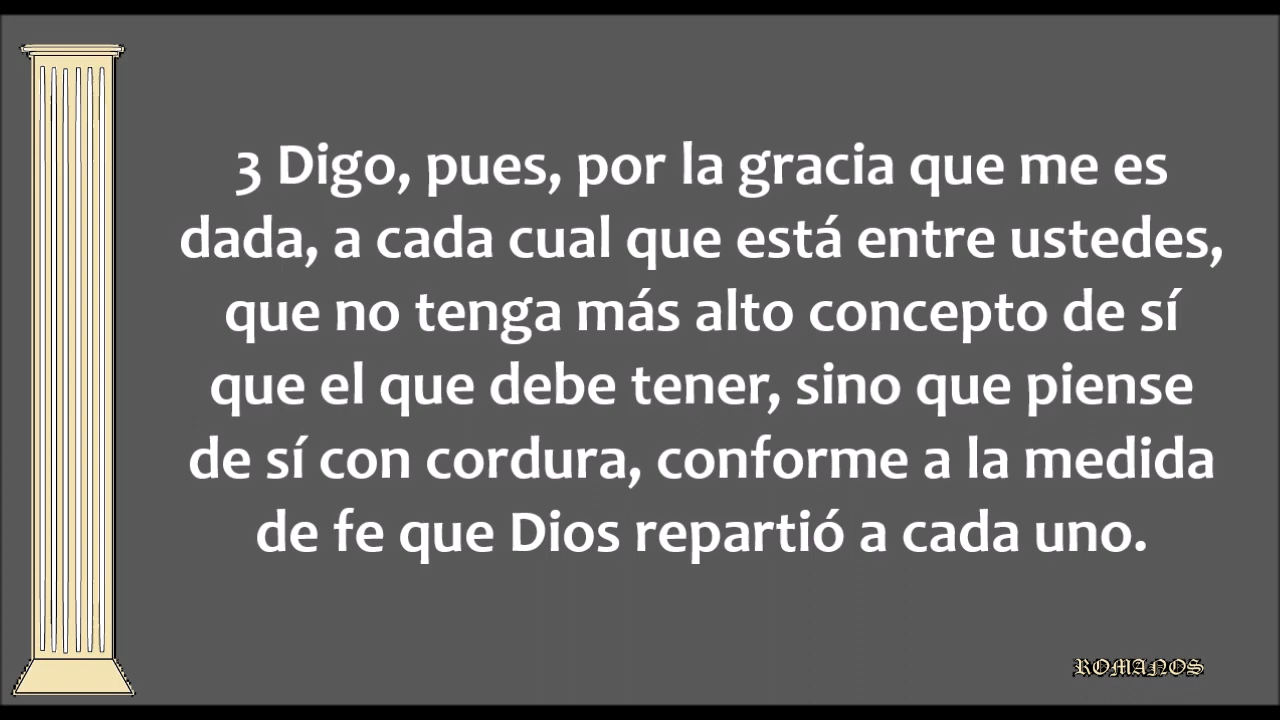 3 Digo, pues, por la gracia que me es
dada, a cada cual que está entre ustedes,
que no tenga más alto concepto de sí
que el que debe tener, sino que piense
de sí con cordura, conforme a la medida
de fe que Dios repartió a cada uno.
ROMANOS